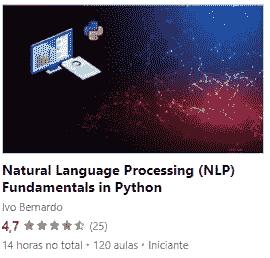 Natural Language Processing (NLP)
Fundamentals in Python
Ivo Bernardo
4,7 (25)
14 horas no total • 120 aulas • Iniciante